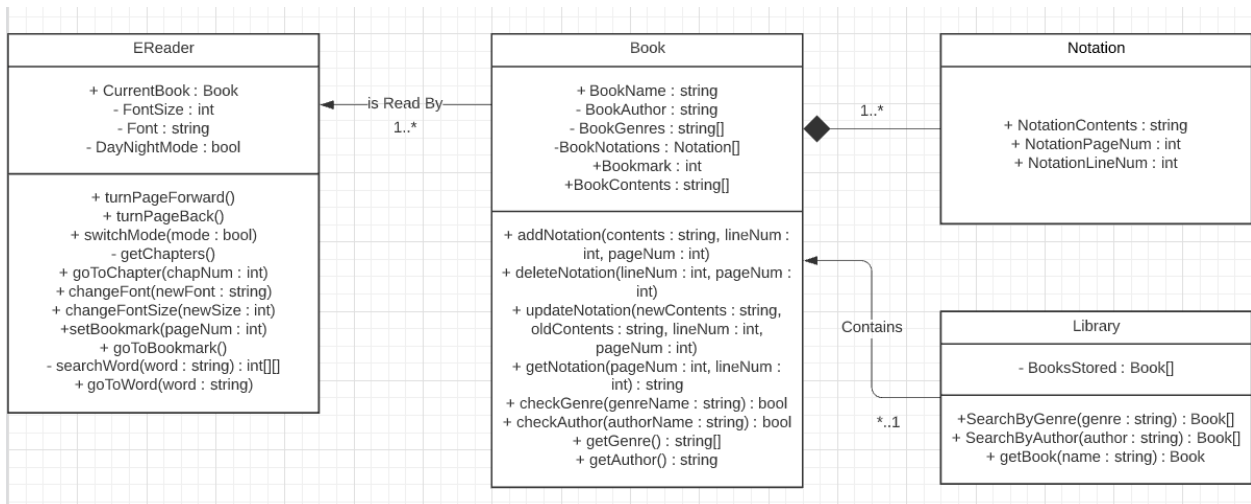 EReader
+ CurrentBook : Book
- FontSize : int
- Font : string
- DayNightMode : bool
+ turnPageForward()
+ turnPageBack()
+ switchMode(mode : bool)
- getChapters()
+ goToChapter(chapNum : int)
+ changeFont(newFont : string)
+ changeFontSize(newSize : int)
+setBookmark(pageNum : int)
+ goToBookmark()
- searchWord(word : string) : int[][]
+ goToWord(word : string)
is Read By
1..*
Book
+ BookName : string
- BookAuthor : string
- BookGenres : string[]
-BookNotations : Notation[]
+Bookmark : int
+BookContents : string[]
+ addNotation(contents : string, lineNum :
int, pageNum : int)
+ deleteNotation(lineNum : int, pageNum :
int)
+ updateNotation(newContents : string,
oldContents : string, lineNum : int,
pageNum : int)
+ getNotation(pageNum : int, lineNum :
int) : string
+ checkGenre(genreName : string) : bool
+ checkAuthor(authorName : string) : bool
+ getGenre() : string[]
+ getAuthor() : string
1..*
Notation
+ NotationContents : string
+ NotationPageNum : int
+ NotationLineNum : int
Contains
*..1
Library
- BooksStored : Book[]
+SearchByGenre(genre : string) : Book[]
+ SearchByAuthor(author : string) : Book[]
+ getBook(name : string) : Book